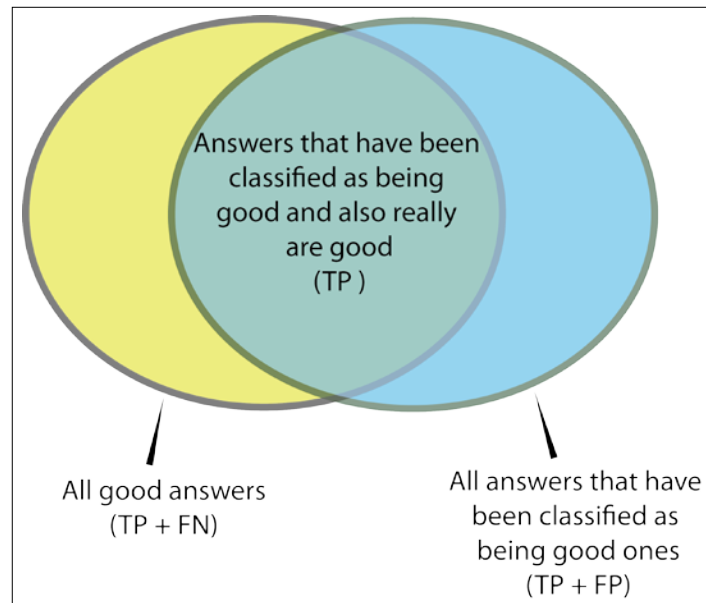 Answers that have been
classified as being
good and also really
are good
(TP )
All good answers
(TP + FN)
All answers that have
been classified as
being good ones
(TP + FP)